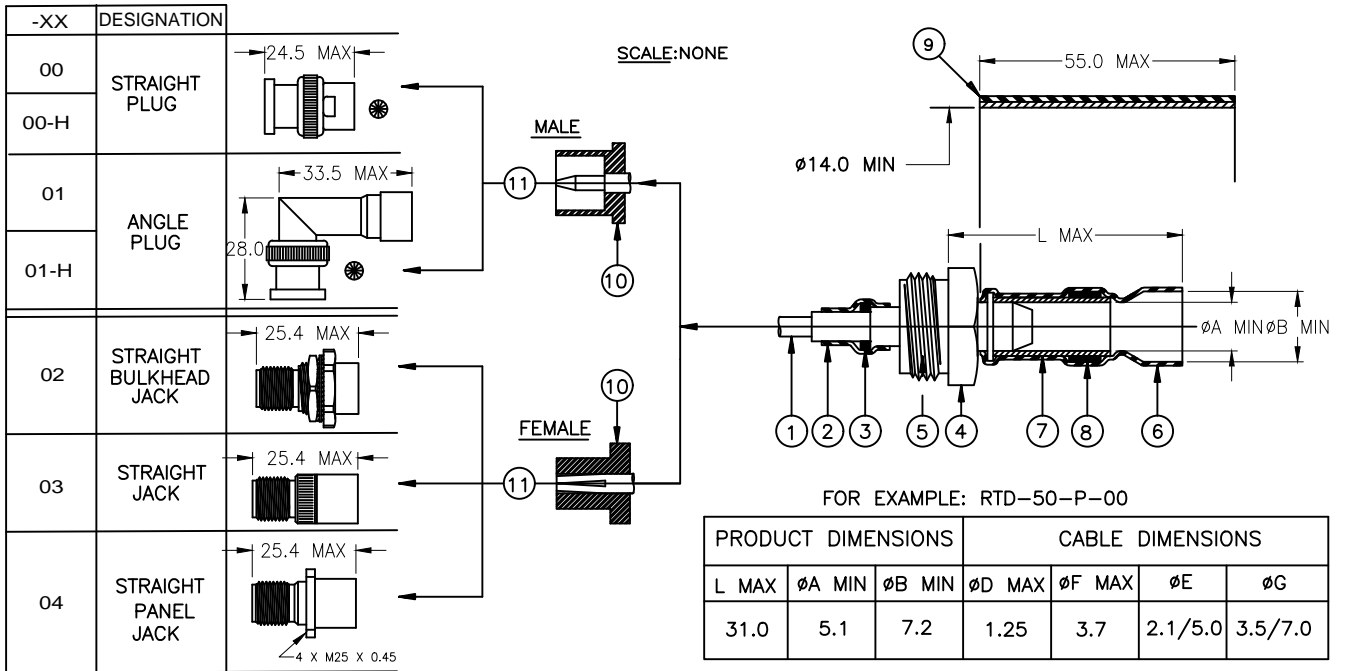 -XX DESIGNATION
00
00-H
STRAIGHT
PLUG
24.5 MAX
01
01-H
ANGLE
PLUG
33.5 MAX
28.0
02
STRAIGHT
BULKHEAD
JACK
25.4 MAX
03
STRAIGHT
JACK
25.4 MAX
04
STRAIGHT
PANEL
JACK
25.4 MAX
4 X M25 X 0.45
SCALE:NONE
MALE
11
10
FEMALE
10
11
9
55.0 MAX
ø14.0 MIN
L MAX
øA MIN øB MIN
1 2 3 5 4 7 8 6
FOR EXAMPLE: RTD-50-P-00
PRODUCT DIMENSIONS CABLE DIMENSIONS
L MAX øA MIN øB MIN øD MAX øF MAX øE øG
31.0 5.1 7.2 1.25 3.7 2.1/5.0 3.5/7.0